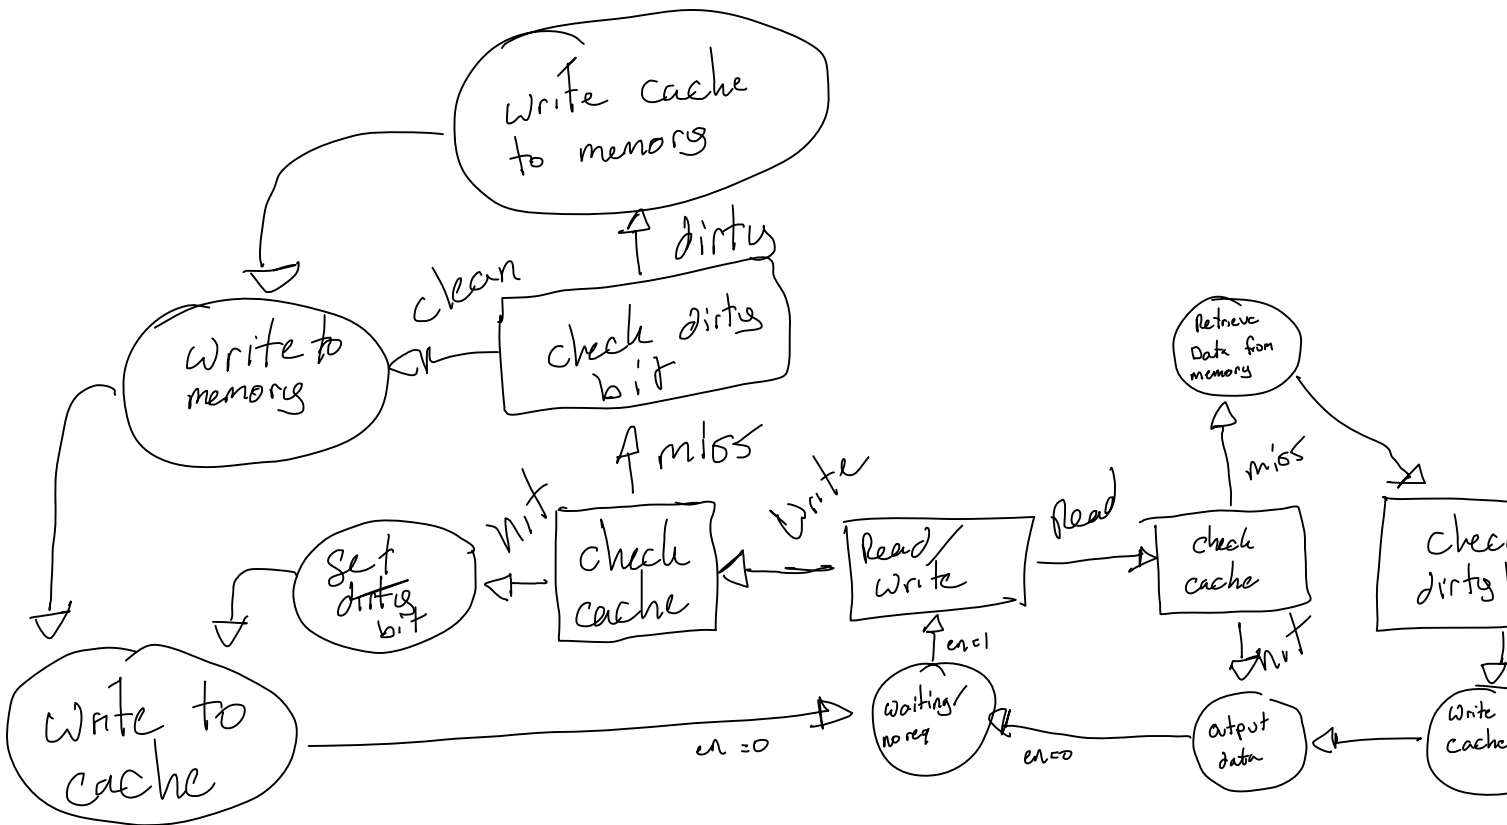 write cache
to memory
dirty
clean
check dirty
bit
write to
memory
miss
Retrieve
Data from
memory
miss
hit
write
Read
set
dirty
bit
check
cache
Read/
write
check
cache
chec
dirty
hit
en=1
write to
cache
en=0
waiting/
no req
en=0
output
data
write
cache